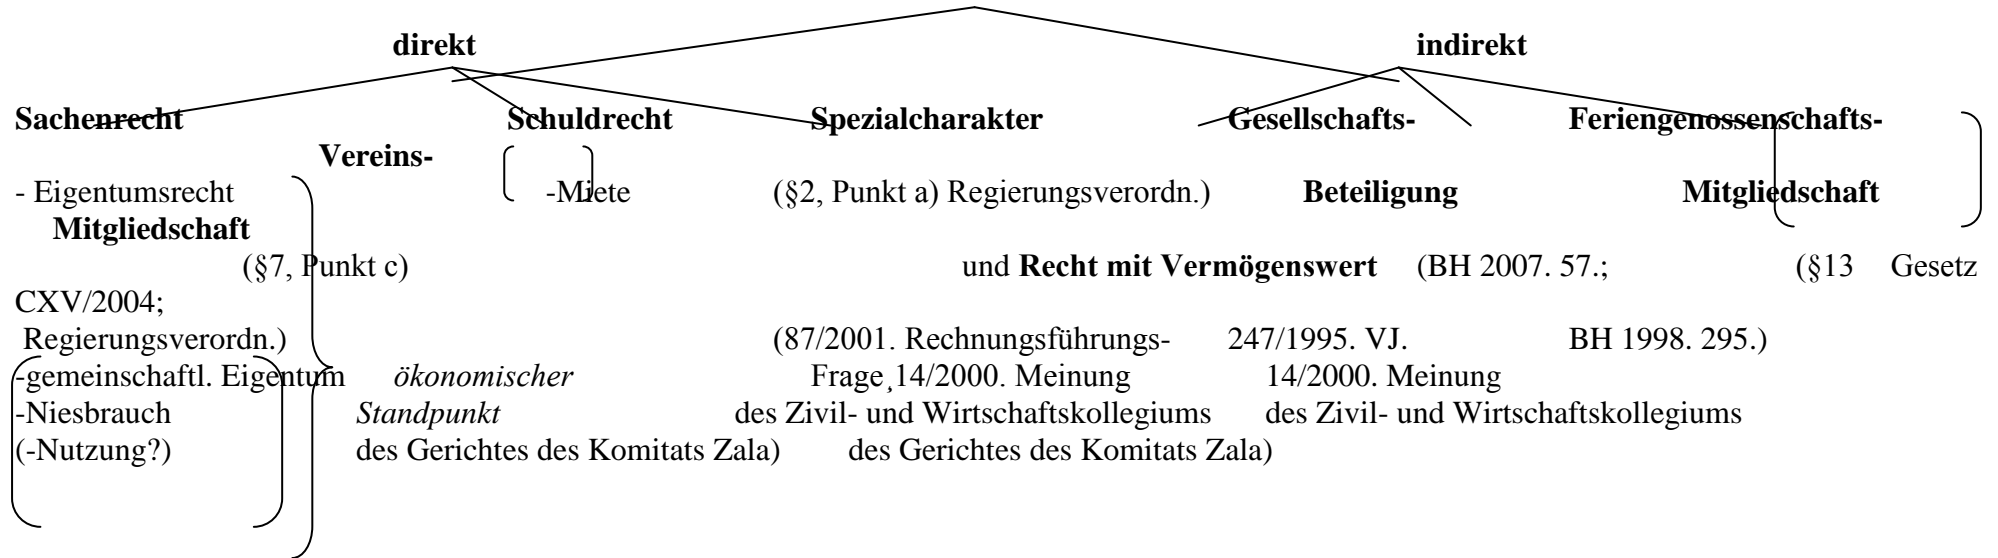 direkt indirekt
Sachenrecht Schuldrecht Spezialcharakter Gesellschafts- Feriengenossenschafts-
Vereins-
- Eigentumsrecht -Miete (§2, Punkt a) Regierungsverordn.) Beteiligung Mitgliedschaft
Mitgliedschaft
(§7, Punkt c) und Recht mit Vermögenswert (BH 2007. 57.; (§13 Gesetz
CXV/2004;
Regierungsverordn.) (87/2001. Rechnungsführungs- 247/1995. VJ. BH 1998. 295.)
-gemeinschaftl. Eigentum ökonomischer Frage¸14/2000. Meinung 14/2000. Meinung
-Niesbrauch Standpunkt des Zivil- und Wirtschaftskollegiums des Zivil- und Wirtschaftskollegiums
(-Nutzung?) des Gerichtes des Komitats Zala) des Gerichtes des Komitats Zala)